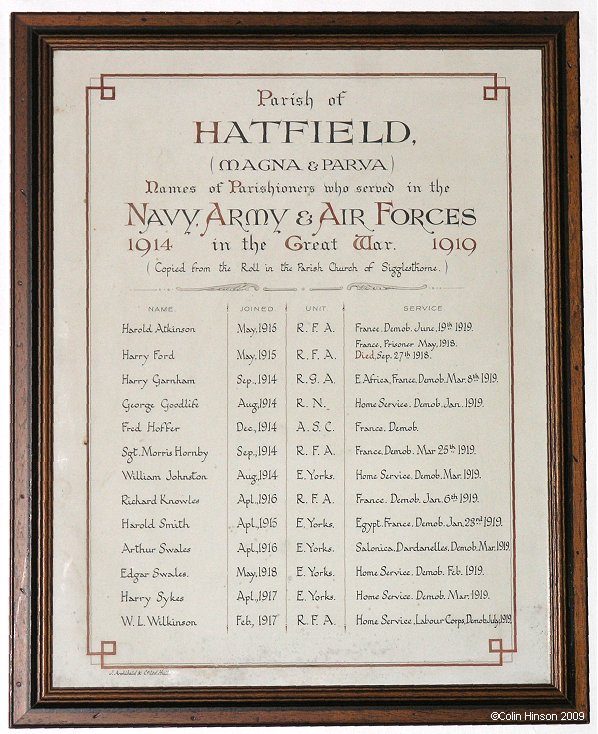 Parish of
HATFIELD,
(MAGNA & PARVA)
Names of Parishioners who served in the
NAVY, ARMY & AIR FORCES
1914 in the Great War. 1919
(Copied from the Roll in the Parish Church of Sigglesthorne.)
NAME. JOINED. UNIT. SERVICE.
Harold Atkinson May, 1915 R. F. A. France. Demob. June, 19th 1919.
Harry Ford May, 1915 R. F. A. France, Prisoner May, 1918. Died, Sep. 27th 1918.
Harry Garnham Sep., 1914 R. G. A. E. Africa, France. Demob. Mar. 8th 1919.
George Goodlife Aug., 1914 R. N. Home Service. Demob. Jan. 1919.
Fred Hoffer Dec., 1914 A. S. C. France. Demob.
Sgt. Morris Hornby Sep., 1914 R. F. A. France. Demob. Mar 25th 1919.
William Johnston Aug., 1914 E. Yorks. Home Service. Demob. Mar. 1919.
Richard Knowles Apl., 1916 R. F. A. France. Demob. Jan. 6th 1919.
Harold Smith Apl., 1915 E. Yorks. Egypt. France. Demob. Jan. 23rd 1919.
Arthur Swales Apl., 1916 E. Yorks. Salonica, Dardanelles. Demob. Mar. 1919.
Edgar Swales. May, 1918 E. Yorks. Home Service. Demob. Feb. 1919.
Harry Sykes Apl., 1917 E. Yorks. Home Service. Demob. Mar. 1919.
W. L. Wilkinson Feb., 1917 R. F. A. Home Service, Labour Corps, Demob. July, 1919.
©Colin Hinson 2009